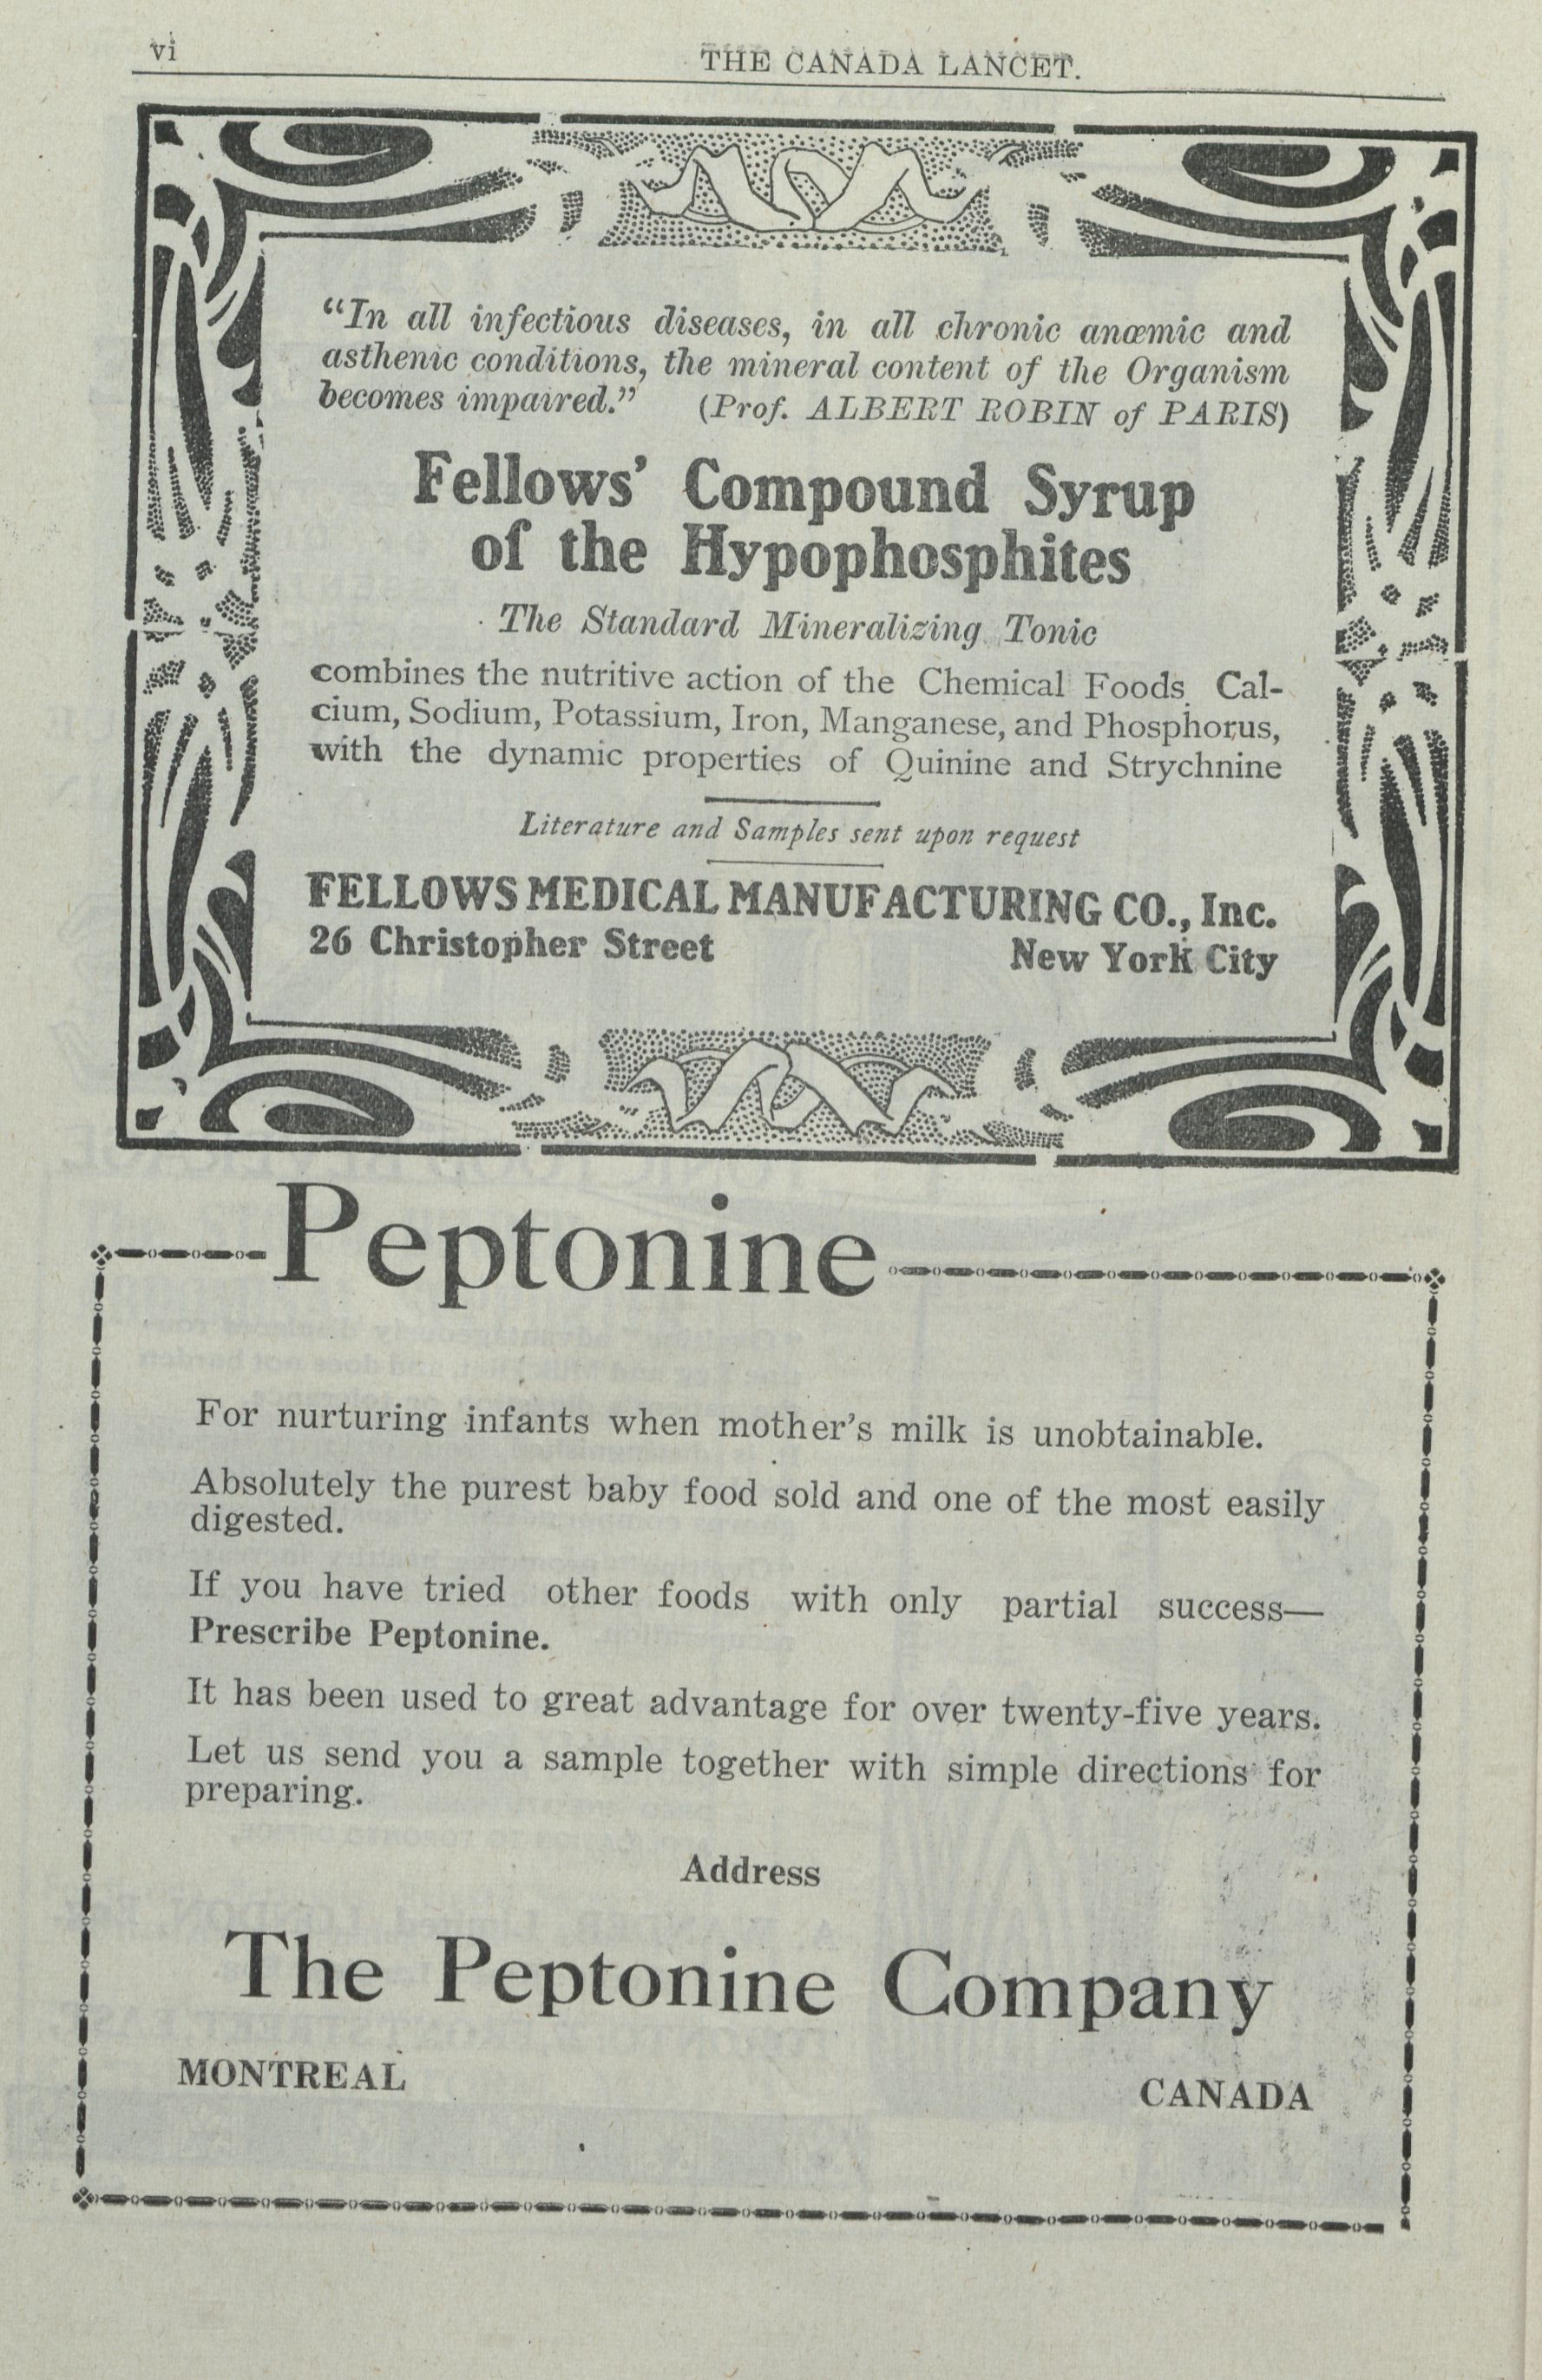 vi
THE CANADA LANCET.
“In all infectious diseases, in all chronic anœmic and
asthenic conditions, the mineral content of the Organism
becomes impaired.” (Prof. ALBERT ROBIN of PARIS)
Fellows’ Compound Syrup
of the Hypophosphites
The Standard Mineralizing Tonic
combines the nutritive action of the Chemical Foods Cal-
cium, Sodium, Potassium, Iron, Manganese, and Phosphorus,
with the dynamic properties of Quinine and Strychnine
Literature and Samples sent upon request
FELLOWS MEDICAL MANUFACTURING CO., Inc.
26 Christopher Street New York City
Peptonine
For nurturing infants when mother’s milk is unobtainable.
Absolutely the purest baby food sold and one of the most easily
digested.
If you have tried other foods with only partial success—
Prescribe Peptonine.
It has been used to great advantage for over twenty-five years.
Let us send you a sample together with simple directions for
preparing.
Address
The Peptonine Company
MONTREAL CANADA